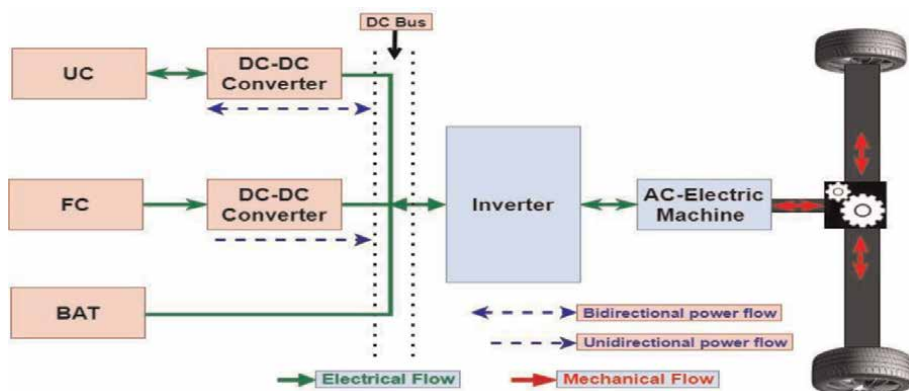 DC Bus
UC
DC-DC
Converter
FC
DC-DC
Converter
Inverter
AC-Electric
Machine
BAT
Bidirectional power flow
Unidirectional power flow
Electrical Flow
Mechanical Flow